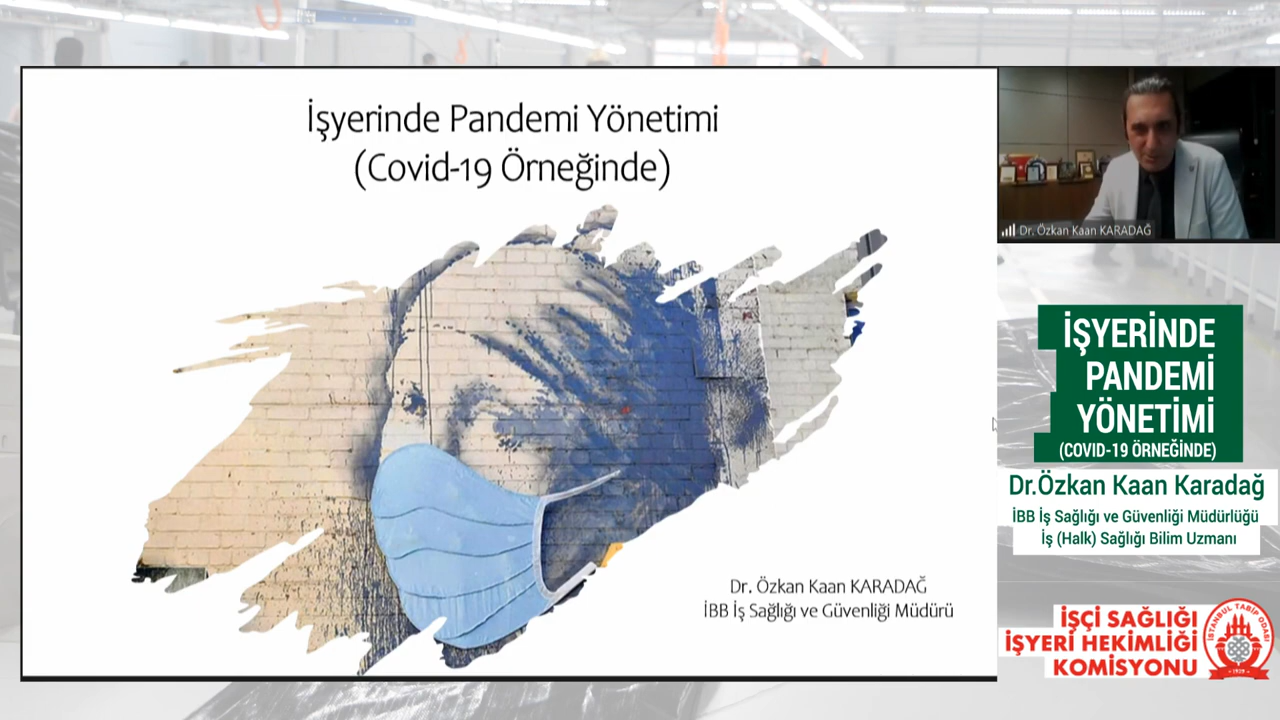 İşyerinde Pandemi Yönetimi
(Covid-19 Örneğinde)
Dr. Özkan Kaan KARADAĞ
İBB İş Sağlığı ve Güvenliği Müdürü
Dr. Özkan Kaan KARADAĞ
İŞYERİNDE
PANDEMİ
YÖNETİMİ
(COVID-19 ÖRNEĞİNDE)
Dr.Özkan Kaan Karadağ
İBB İş Sağlığı ve Güvenliği Müdürlüğü
İş (Halk) Sağlığı Bilim Uzmanı
İŞÇİ SAĞLIĞI
İŞYERİ HEKİMLİĞİ
KOMİSYONU
İSTANBUL TABİP ODASI
1929